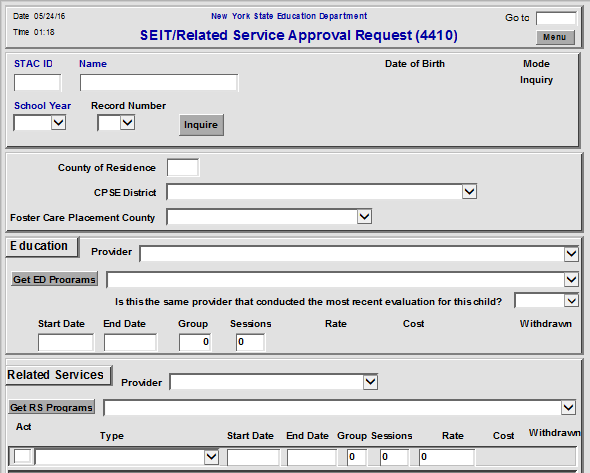 Date 05/24/16 New York State Education Department Go to
Time 01:18 SEIT/Related Service Approval Request (4410) Menu
STAC ID Name Date of Birth Mode
Inquiry
School Year Record Number
Inquire
County of Residence
CPSE District
Foster Care Placement County
Education Provider
Get ED Programs
Is this the same provider that conducted the most recent evaluation for this child?
Start Date End Date Group Sessions Rate Cost Withdrawn
0 0
Related Services Provider
Get RS Programs
Act Type Start Date End Date Group Sessions Rate Cost Withdrawn
0 0 0